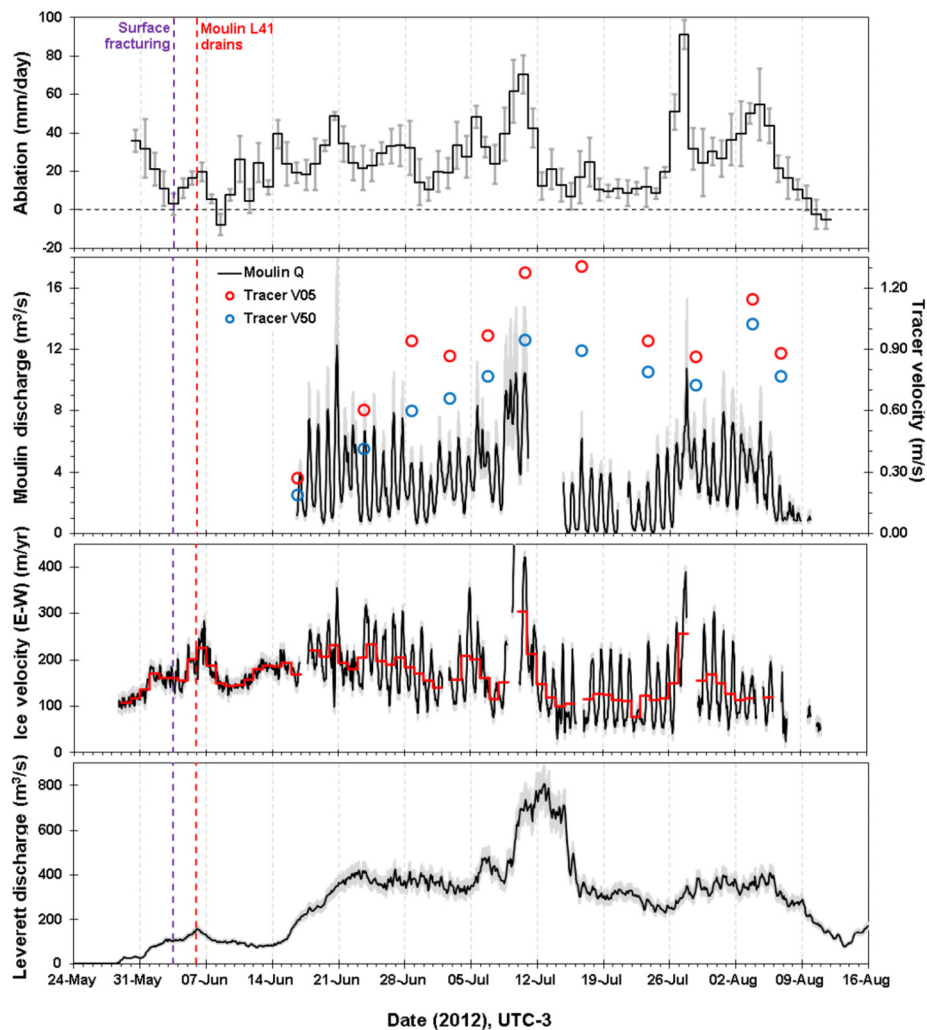 Surface
fracturing
Moulin L41
drains
Ablation (mm/day)
100
80
60
40
20
0
-20
Moulin Q
Tracer V05
Tracer V50
Moulin discharge (m³/s)
16
12
8
4
0
1.20
0.90
0.60
0.30
0.00
Tracer velocity
(m/s)
Ice velocity (E-W) (m/yr)
400
300
200
100
0
Leverett discharge (m³/s)
800
600
400
200
0
24-May 31-May 07-Jun 14-Jun 21-Jun 28-Jun 05-Jul 12-Jul 19-Jul 26-Jul 02-Aug 09-Aug 16-Aug
Date (2012), UTC-3